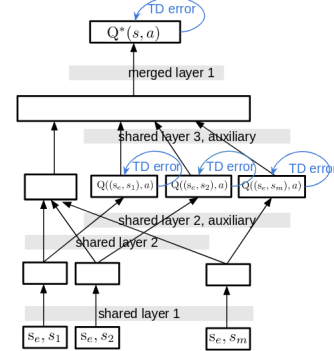 TD error
Q*(s, a)
merged layer 1
shared layer 3, auxiliary
TD error TD error TD error
Q((sₑ, s₁), a) Q((sₑ, s₂), a) Q((sₑ, sₘ), a)
shared layer 2, auxiliary
shared layer 2
shared layer 1
sₑ, s₁ sₑ, s₂ sₑ, sₘ